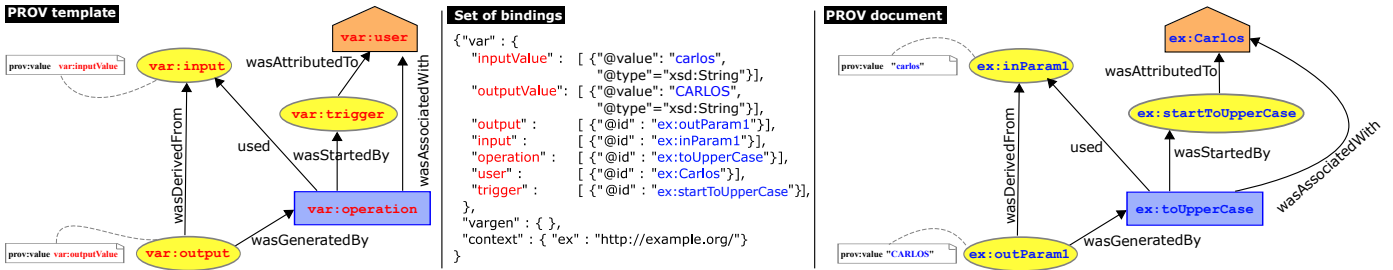 PROV template
var:user
prov:value var:inputValue
var:input
wasAttributedTo
var:trigger
wasAssociatedWith
wasDerivedFrom
used
wasStartedBy
var:operation
wasGeneratedBy
prov:value var:outputValue
var:output
Set of bindings
{"var" : {
"inputValue" : [ {"@value": "carlos",
"@type"="xsd:String"}],
"outputValue": [ {"@value": "CARLOS",
"@type"="xsd:String"}],
"output" : [ {"@id" : "ex:outParam1"}],
"input" : [ {"@id" : "ex:inParam1"}],
"operation" : [ {"@id" : "ex:toUpperCase"}],
"user" : [ {"@id" : "ex:Carlos"}],
"trigger" : [ {"@id" : "ex:startToUpperCase"}],
},
"vargen" : { },
"context" : { "ex" : "http://example.org/"}
}
PROV document
ex:Carlos
prov:value "carlos"
ex:inParam1
wasAttributedTo
ex:startToUpperCase
wasDerivedFrom
used
wasStartedBy
wasAssociatedWith
ex:toUpperCase
wasGeneratedBy
prov:value "CARLOS"
ex:outParam1